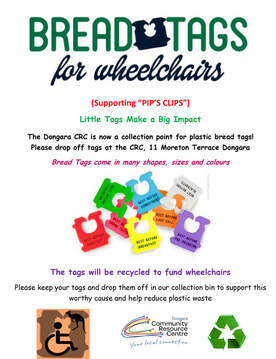 BREAD TAGS
for wheelchairs
(Supporting "PIP'S CLIPS")
Little Tags Make a Big Impact
The Dongara CRC is now a collection point for plastic bread tags!
Please drop off tags at the CRC, 11 Moreton Terrace Dongara
Bread Tags come in many shapes, sizes and colours
The tags will be recycled to fund wheelchairs
Please keep your tags and drop them off in our collection bin to support this
worthy cause and help reduce plastic waste
Dongara
Community
Resource
Centre
Your local connection